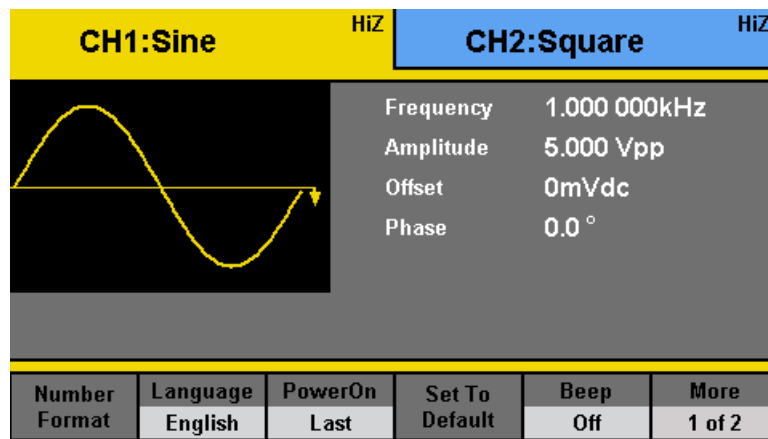 CH1:Sine HiZ CH2:Square HiZ
Frequency 1.000 000kHz
Amplitude 5.000 Vpp
Offset 0mVdc
Phase 0.0 °
Number Format Language English PowerOn Last Set To Default Beep Off More 1 of 2